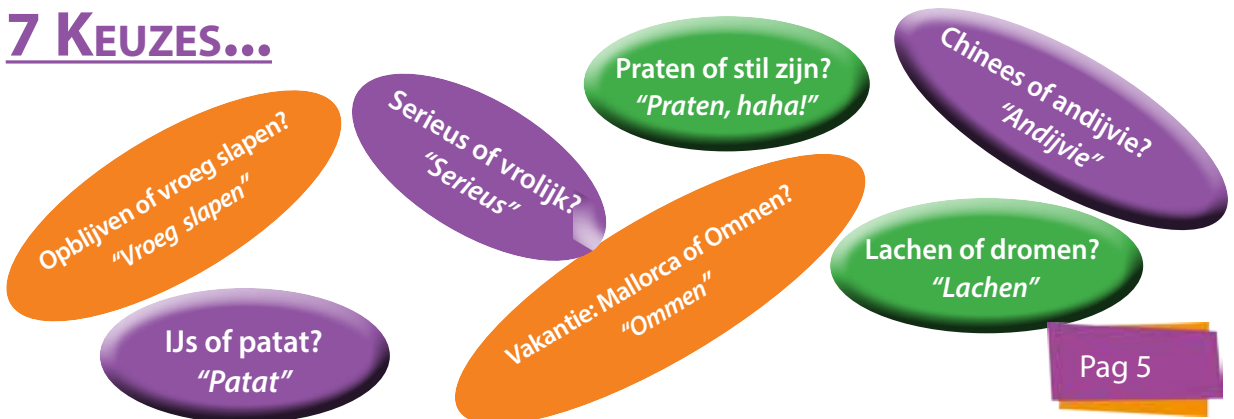 7 Keuzes...
Opblijven of vroeg slapen?
“Vroeg slapen”
IJs of patat?
“Patat”
Serieus of vrolijk?
“Serieus”
Praten of stil zijn?
“Praten, haha!”
Vakantie: Mallorca of Ommen?
“Ommen”
Chinees of andijvie?
“Andijvie”
Lachen of dromen?
“Lachen”
Pag 5